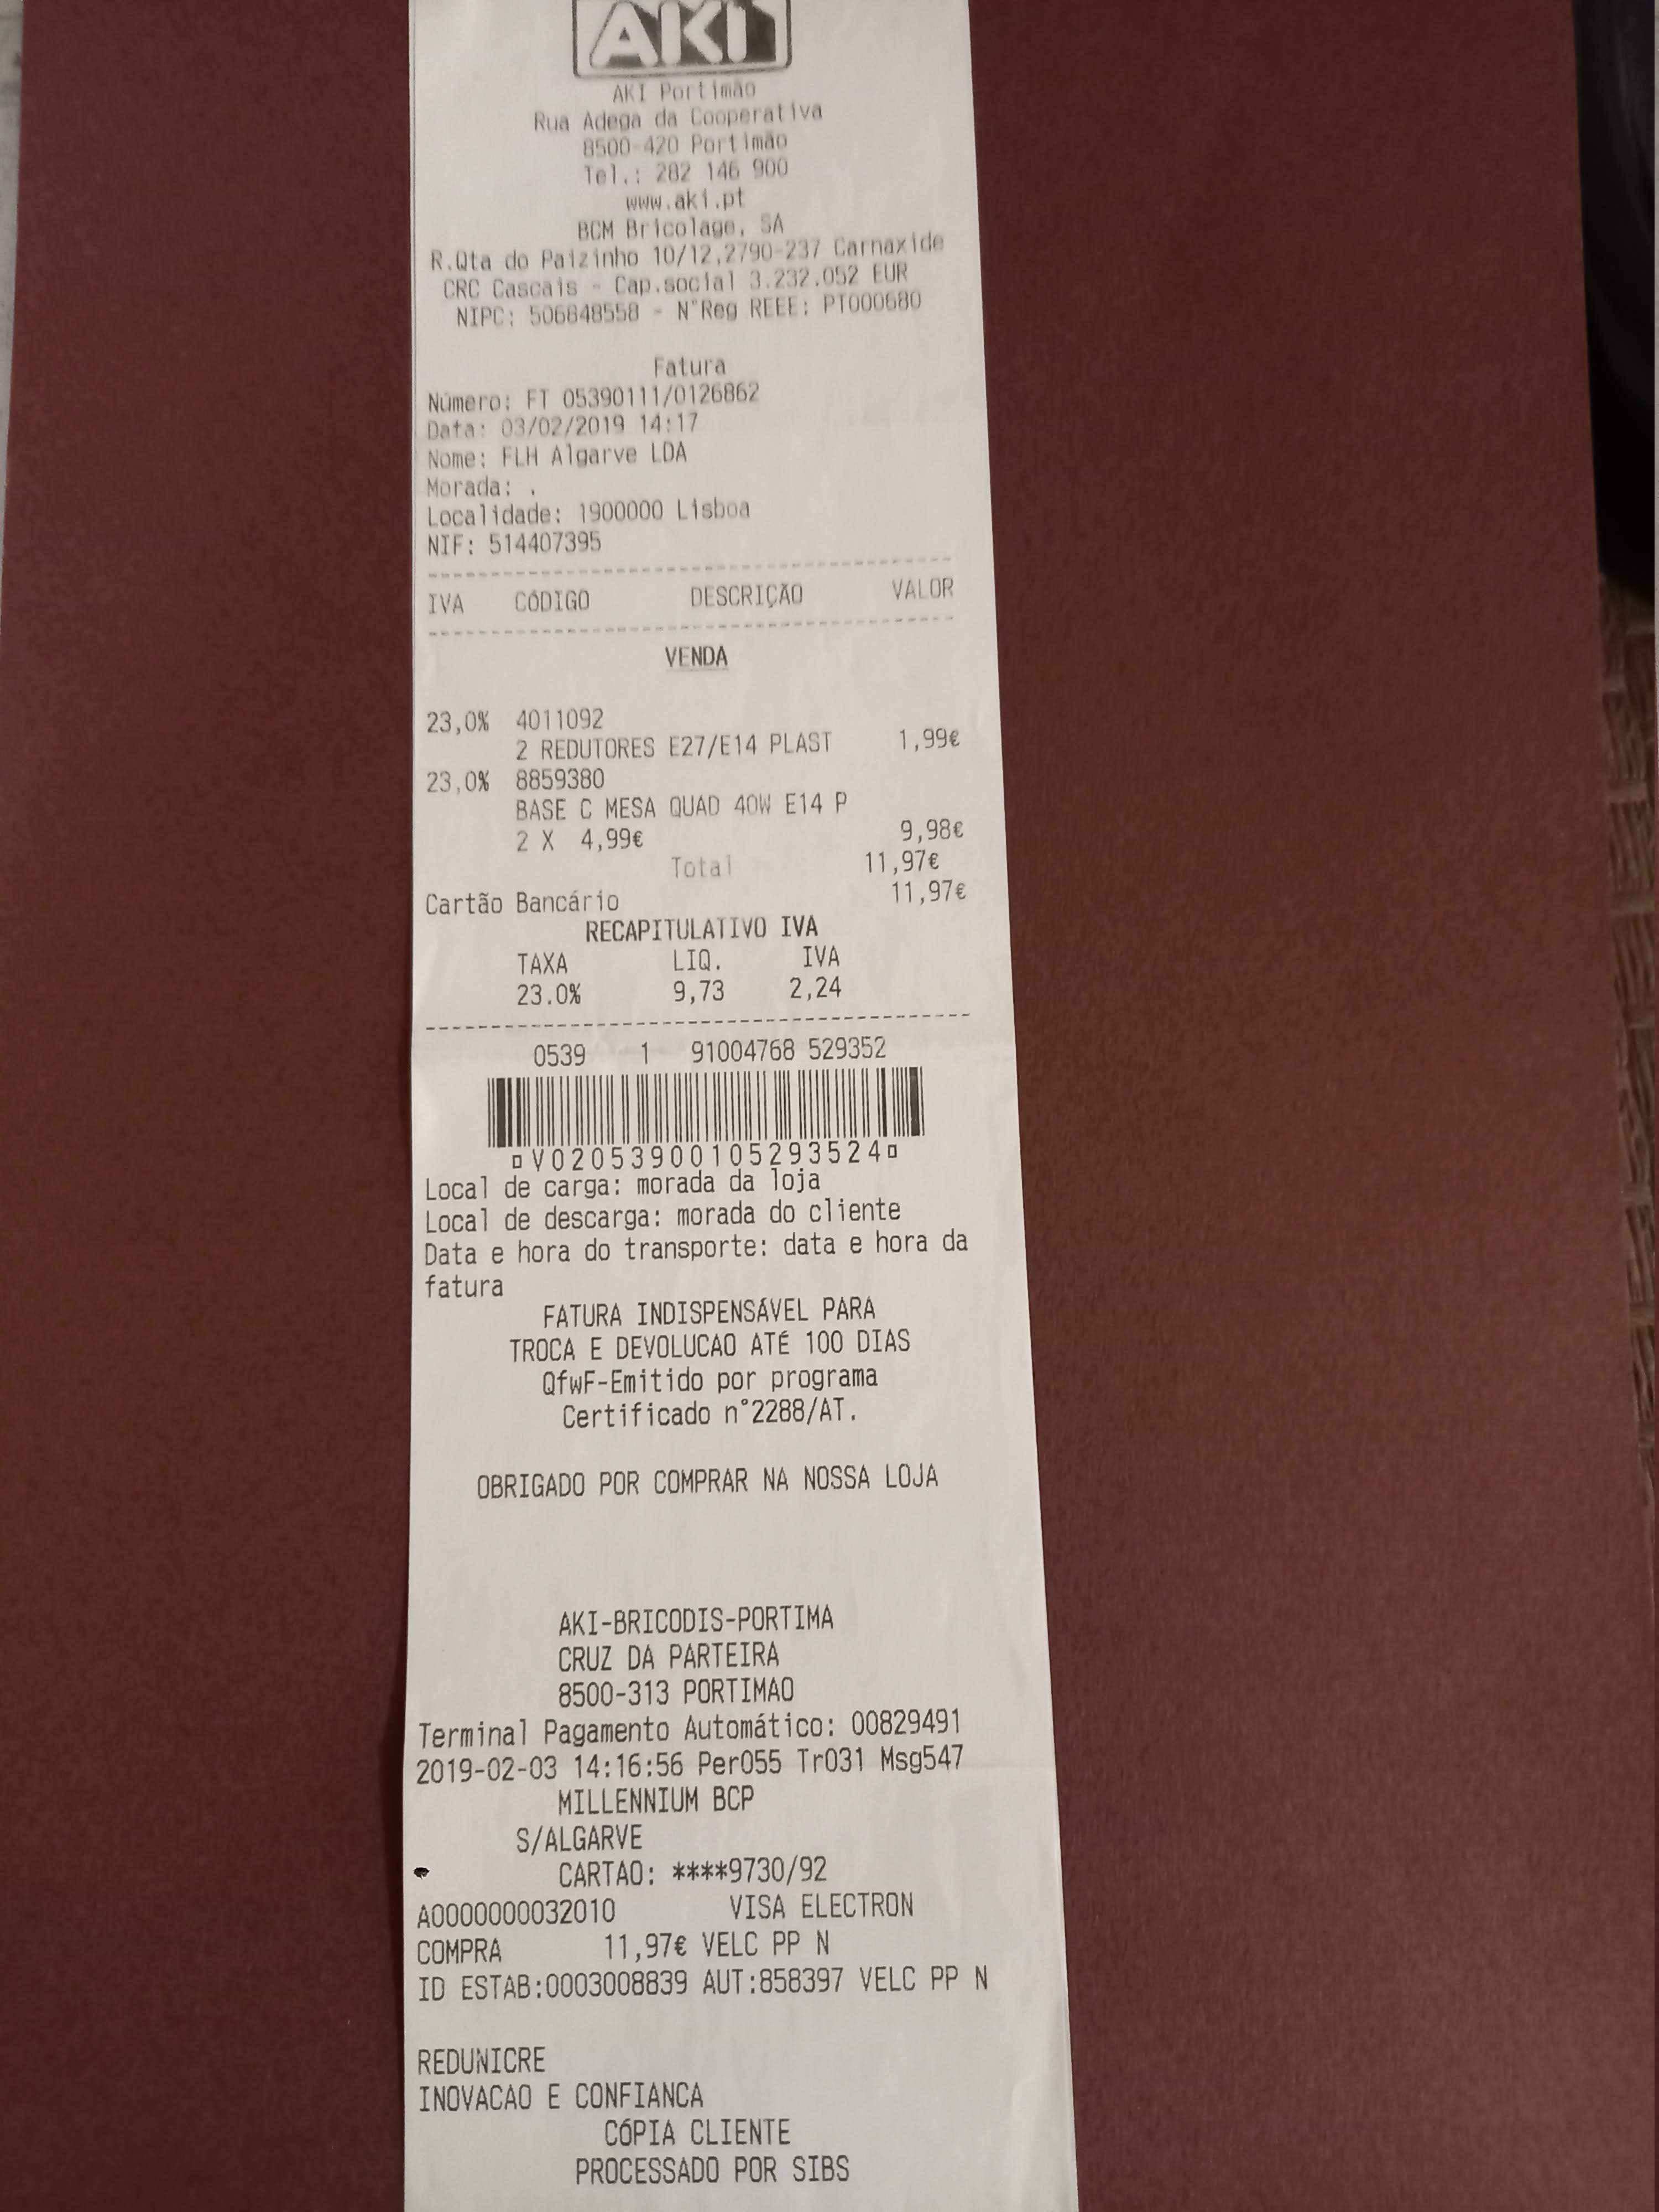 AKI
AKI Portimão
Rua Adega da Cooperativa
8500-420 Portimão
Tel.: 282 146 900
www.aki.pt
BCM Bricolage, SA
R.Qta do Paizinho 10/12,2790-237 Carnaxide
CRC Cascais - Cap.social 3.232.052 EUR
NIPC: 506848558 - N°Reg REEE: PT000680
Fatura
Número: FT 05390111/0126862
Data: 03/02/2019 14:17
Nome: FLH Algarve LDA
Morada: .
Localidade: 1900000 Lisboa
NIF: 514407395
IVA CÓDIGO DESCRIÇÃO VALOR
VENDA
23,0% 4011092
2 REDUTORES E27/E14 PLAST 1,99€
23,0% 8859380
BASE C MESA QUAD 40W E14 P
2 X 4,99€ 9,98€
Total 11,97€
Cartão Bancário 11,97€
RECAPITULATIVO IVA
TAXA LIQ. IVA
23.0% 9,73 2,24
0539 1 91004768 529352
¤V02053900105293524¤
Local de carga: morada da loja
Local de descarga: morada do cliente
Data e hora do transporte: data e hora da
fatura
FATURA INDISPENSÁVEL PARA
TROCA E DEVOLUCAO ATÉ 100 DIAS
QfwF-Emitido por programa
Certificado n°2288/AT.
OBRIGADO POR COMPRAR NA NOSSA LOJA
AKI-BRICODIS-PORTIMA
CRUZ DA PARTEIRA
8500-313 PORTIMAO
Terminal Pagamento Automático: 00829491
2019-02-03 14:16:56 Per055 Tr031 Msg547
MILLENNIUM BCP
S/ALGARVE
CARTAO: ****9730/92
A0000000032010 VISA ELECTRON
COMPRA 11,97€ VELC PP N
ID ESTAB:0003008839 AUT:858397 VELC PP N
REDUNICRE
INOVACAO E CONFIANCA
CÓPIA CLIENTE
PROCESSADO POR SIBS